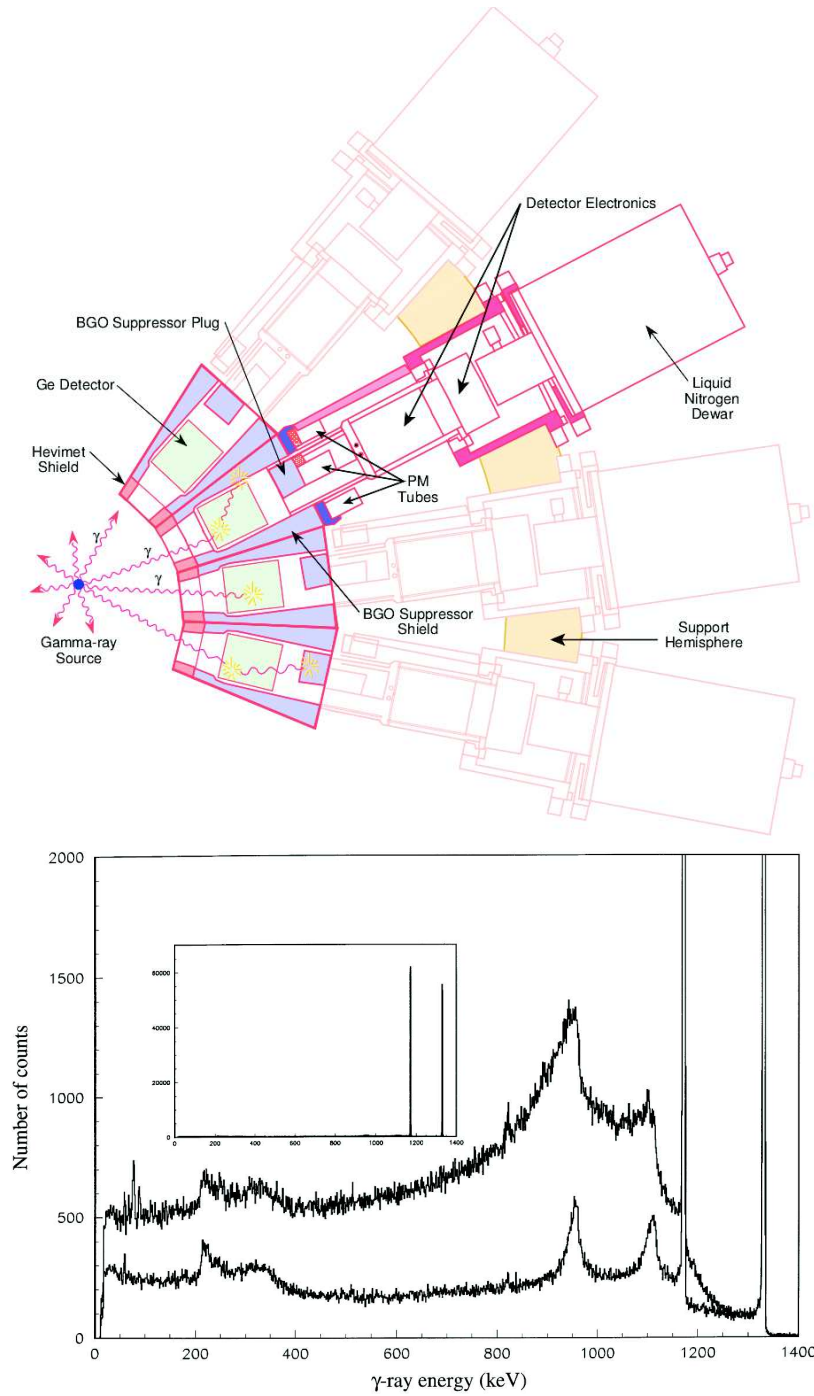 Detector Electronics
BGO Suppressor Plug
Ge Detector
Liquid
Nitrogen
Dewar
Hevimet
Shield
PM
Tubes
γ
γ
γ
BGO Suppressor
Shield
Gamma-ray
Source
Support
Hemisphere
2000
1500
1000
500
0
Number of counts
60000
40000
20000
0
0 200 400 600 800 1000 1200 1400
0 200 400 600 800 1000 1200 1400
γ-ray energy (keV)